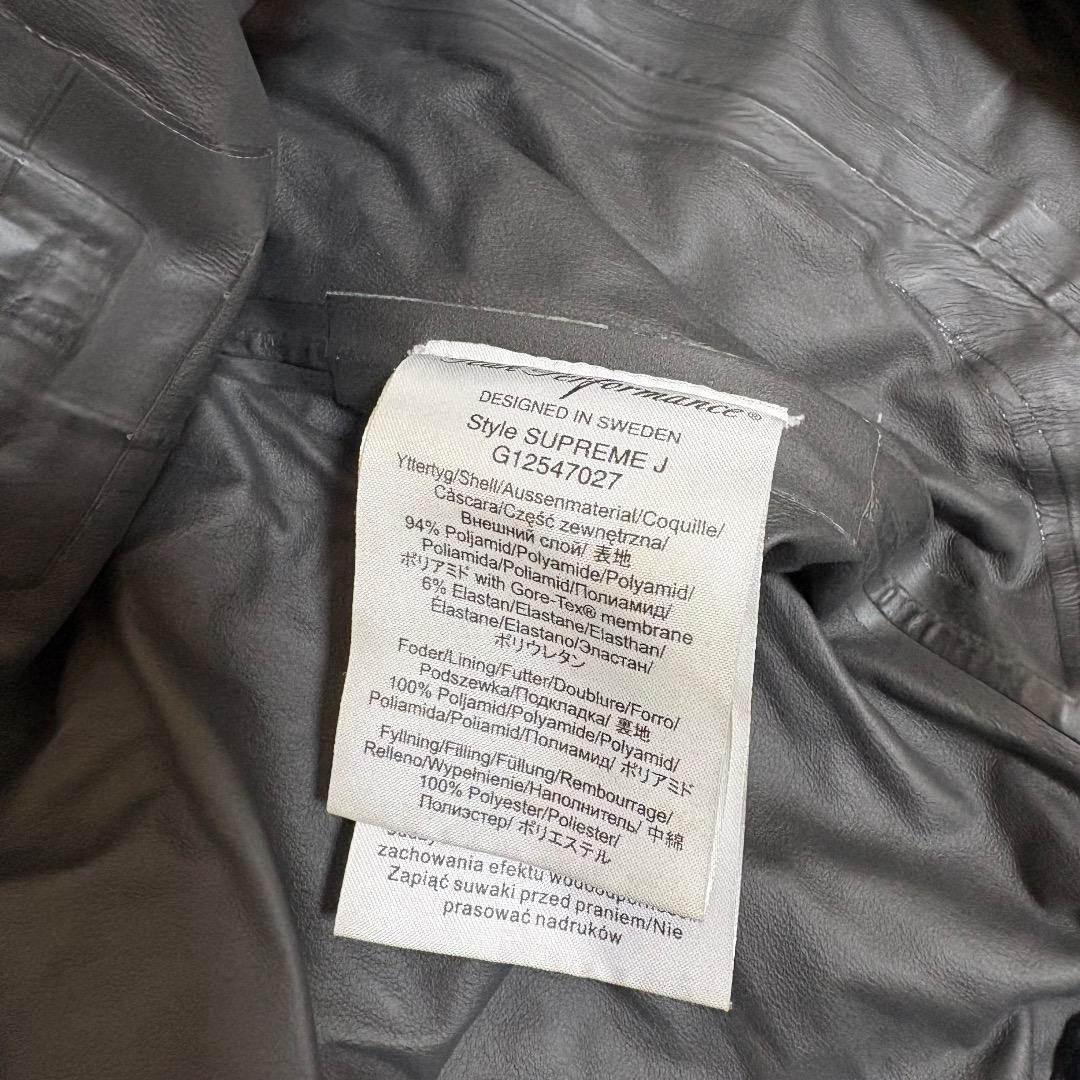 Peak Performance®
DESIGNED IN SWEDEN
Style SUPREME J
G12547027
Yttertyg/Shell/Aussenmaterial/Coquille/
Càscara/Część zewnętrzna/
Внешний слой/ 表地
94% Poljamid/Polyamide/Polyamid/
Poliamida/Poliamid/Полиамид/
ポリアミド with Gore-Tex® membrane
6% Elastan/Elastane/Elasthan/
Élastane/Elastano/Эластан/
ポリウレタン
Foder/Lining/Futter/Doublure/Forro/
Podszewka/Подкладка/ 裏地
100% Poljamid/Polyamide/Polyamid/
Poliamida/Poliamid/Полиамид/ ポリアミド
Fyllning/Filling/Füllung/Rembourrage/
Relleno/Wypełnienie/Наполнитель/ 中綿
100% Polyester/Poliester/
Полиэстер/ ポリエステル
zachowania efektu
Zapiąć suwaki przed praniem/Nie
prasować nadruków